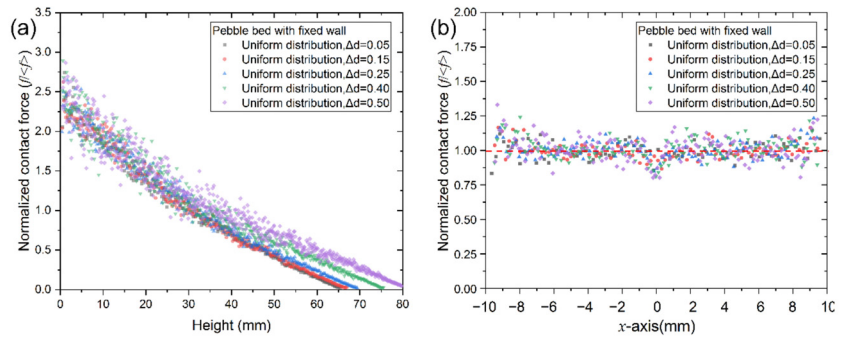 (a)
Normalized contact force (f/<f>)
3.5
3.0
2.5
2.0
1.5
1.0
0.5
0.0
Pebble bed with fixed wall
Uniform distribution,Δd=0.05
Uniform distribution,Δd=0.15
Uniform distribution,Δd=0.25
Uniform distribution,Δd=0.40
Uniform distribution,Δd=0.50
0 10 20 30 40 50 60 70 80
Height (mm)
(b)
Normalized contact force (f/<f>)
2.00
1.75
1.50
1.25
1.00
0.75
0.50
0.25
0.00
Pebble bed with fixed wall
Uniform distribution,Δd=0.05
Uniform distribution,Δd=0.15
Uniform distribution,Δd=0.25
Uniform distribution,Δd=0.40
Uniform distribution,Δd=0.50
−10 −8 −6 −4 −2 0 2 4 6 8 10
x-axis(mm)